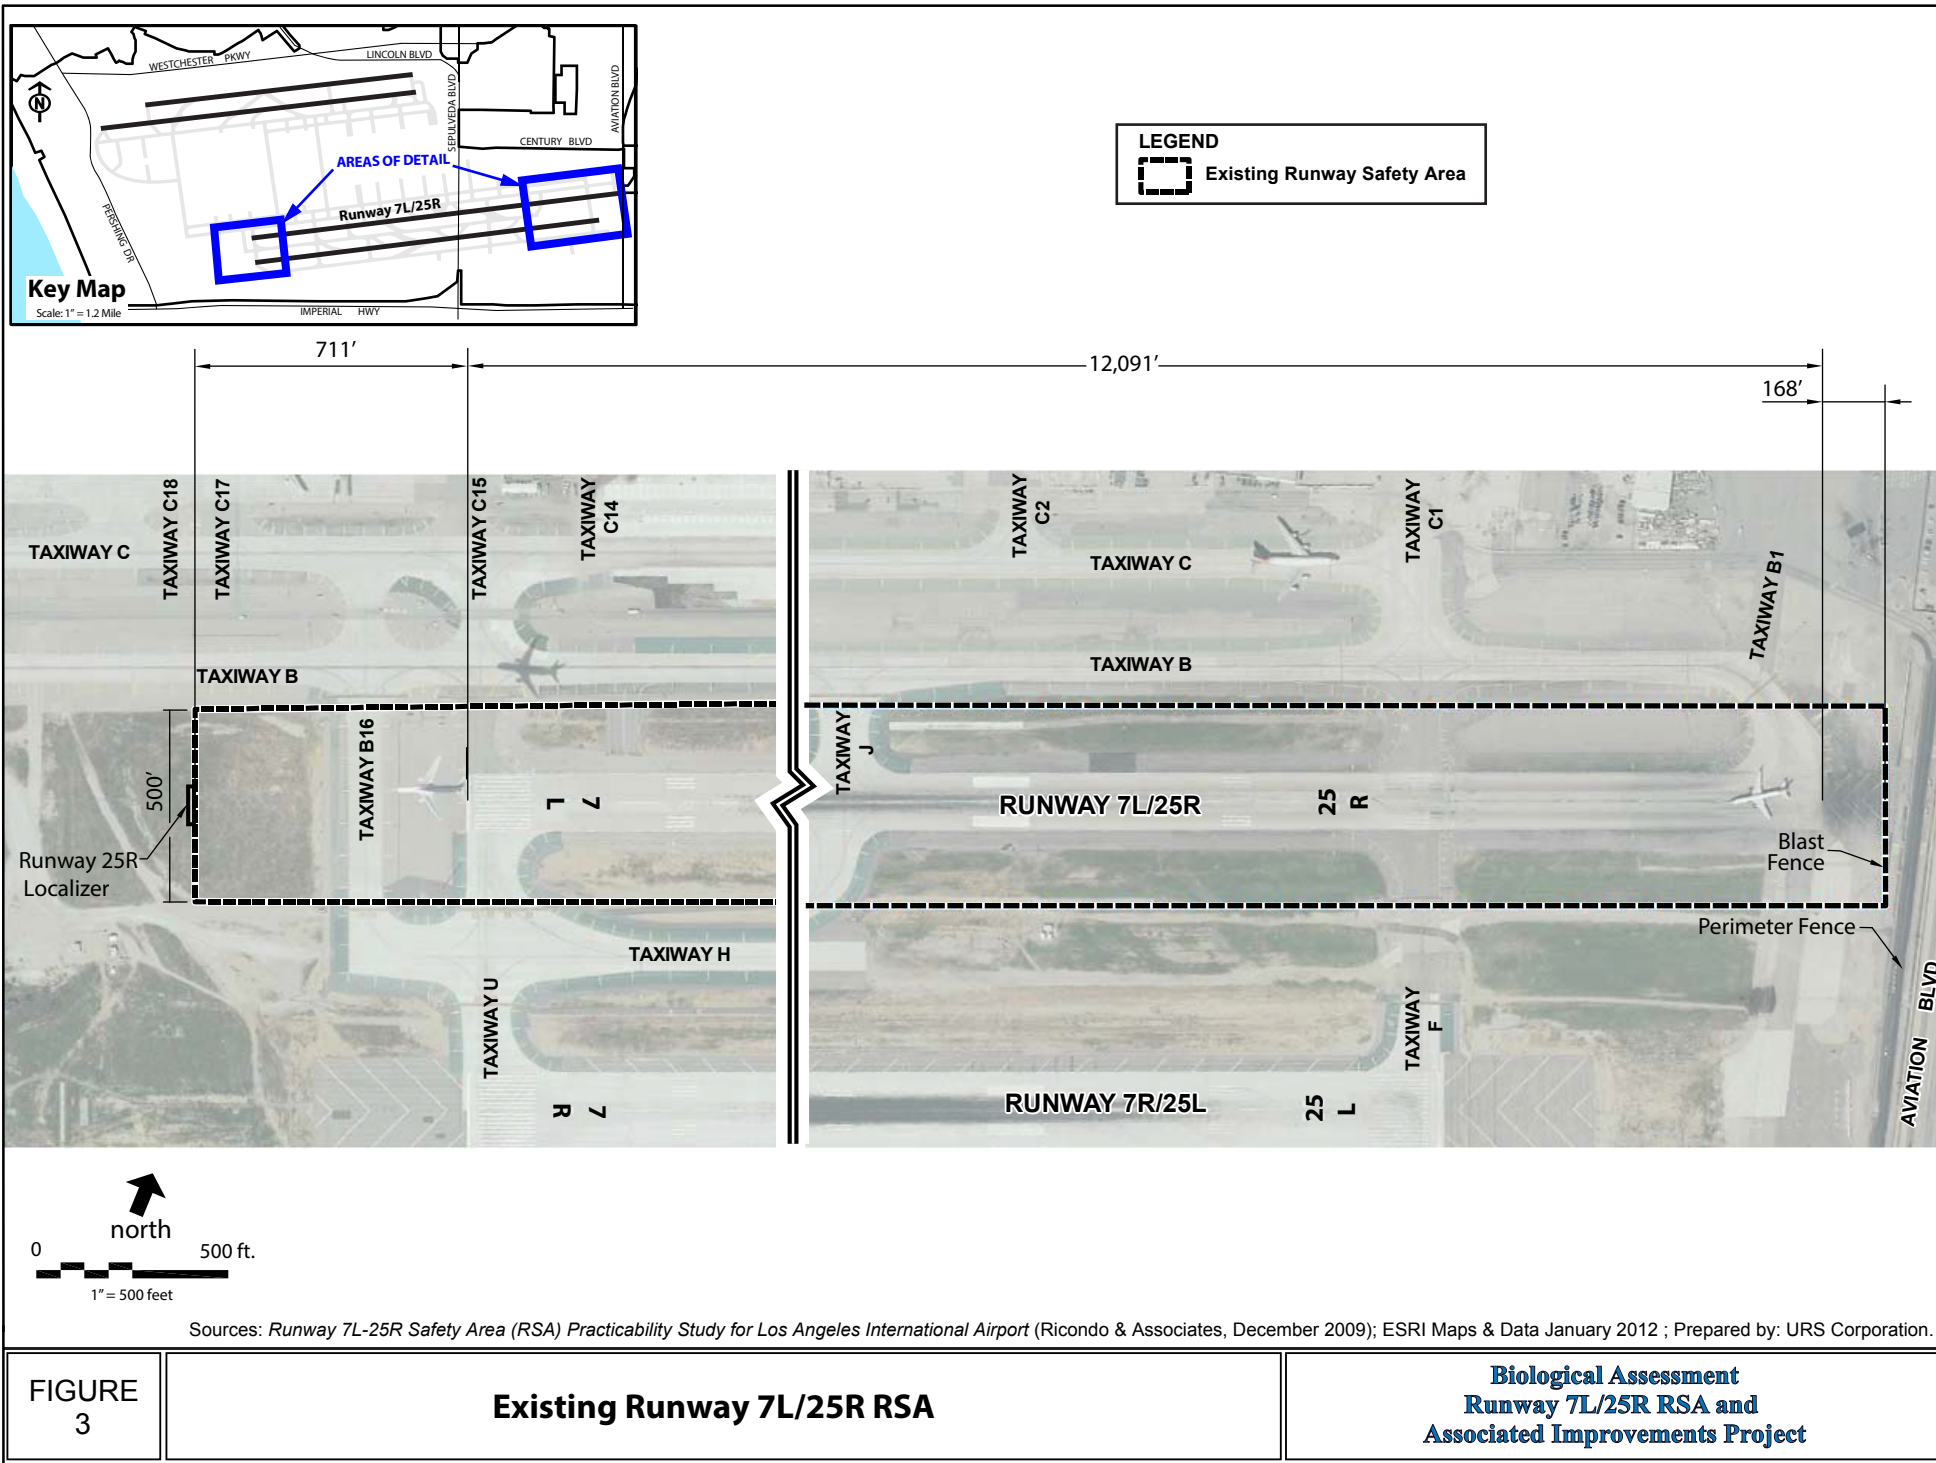 WESTCHESTER PKWY
LINCOLN BLVD
SEPULVEDA BLVD
AVIATION BLVD
CENTURY BLVD
AREAS OF DETAIL
Runway 7L/25R
PERSHING DR
Key Map
Scale: 1" = 1.2 Mile
IMPERIAL HWY
N
LEGEND
Existing Runway Safety Area
711'
12,091'
168'
TAXIWAY C
TAXIWAY C18
TAXIWAY C17
TAXIWAY C15
TAXIWAY
C14
TAXIWAY
C2
TAXIWAY C
TAXIWAY
C1
TAXIWAY B1
TAXIWAY B
TAXIWAY B
500'
TAXIWAY B16
7
L
TAXIWAY
J
RUNWAY 7L/25R
25
R
Runway 25R
Localizer
Blast
Fence
Perimeter Fence
TAXIWAY H
TAXIWAY U
TAXIWAY
F
7
R
RUNWAY 7R/25L
25
L
AVIATION BLVD
north
0
500 ft.
1" = 500 feet
Sources: Runway 7L-25R Safety Area (RSA) Practicability Study for Los Angeles International Airport (Ricondo & Associates, December 2009); ESRI Maps & Data January 2012 ; Prepared by: URS Corporation.
FIGURE
3
Existing Runway 7L/25R RSA
Biological Assessment
Runway 7L/25R RSA and
Associated Improvements Project